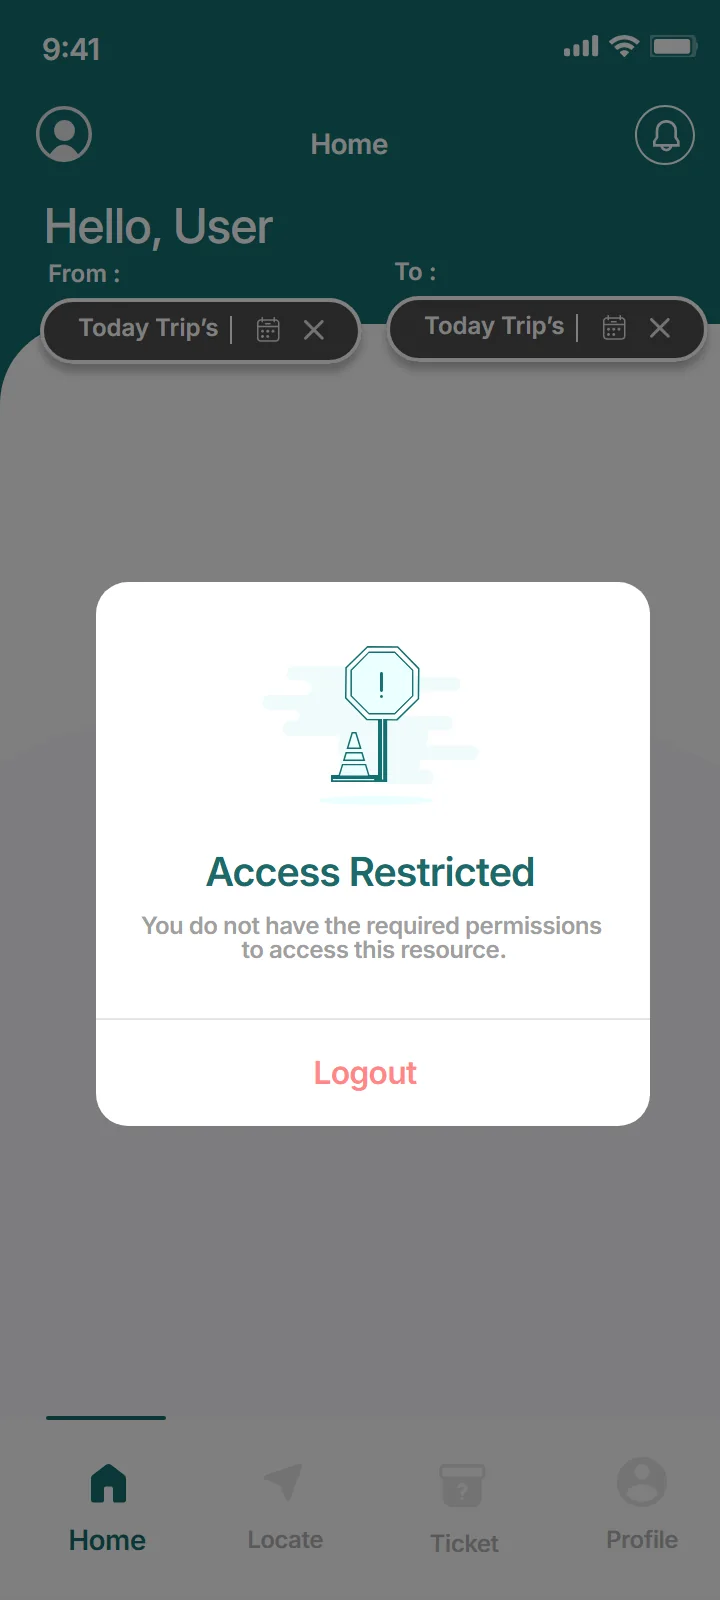 9:41
Home
Hello, User
From :
To :
Today Trip’s
Today Trip’s
!
Access Restricted
You do not have the required permissions
to access this resource.
Logout
?
Home
Locate
Ticket
Profile